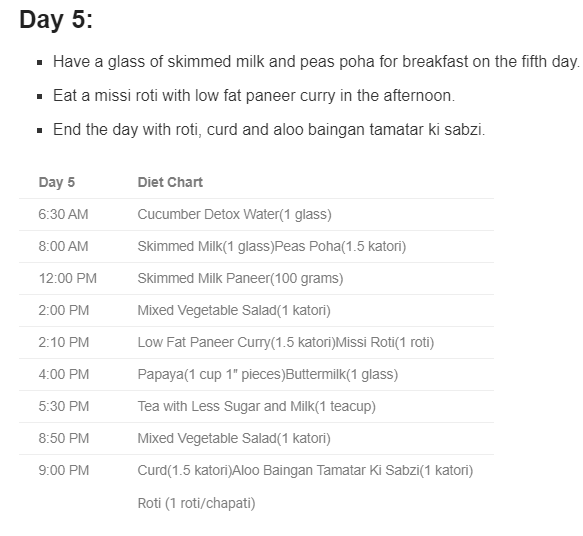 Day 5:
▪ Have a glass of skimmed milk and peas poha for breakfast on the fifth day.
▪ Eat a missi roti with low fat paneer curry in the afternoon.
▪ End the day with roti, curd and aloo baingan tamatar ki sabzi.
Day 5 Diet Chart
6:30 AM Cucumber Detox Water(1 glass)
8:00 AM Skimmed Milk(1 glass)Peas Poha(1.5 katori)
12:00 PM Skimmed Milk Paneer(100 grams)
2:00 PM Mixed Vegetable Salad(1 katori)
2:10 PM Low Fat Paneer Curry(1.5 katori)Missi Roti(1 roti)
4:00 PM Papaya(1 cup 1" pieces)Buttermilk(1 glass)
5:30 PM Tea with Less Sugar and Milk(1 teacup)
8:50 PM Mixed Vegetable Salad(1 katori)
9:00 PM Curd(1.5 katori)Aloo Baingan Tamatar Ki Sabzi(1 katori)
Roti (1 roti/chapati)